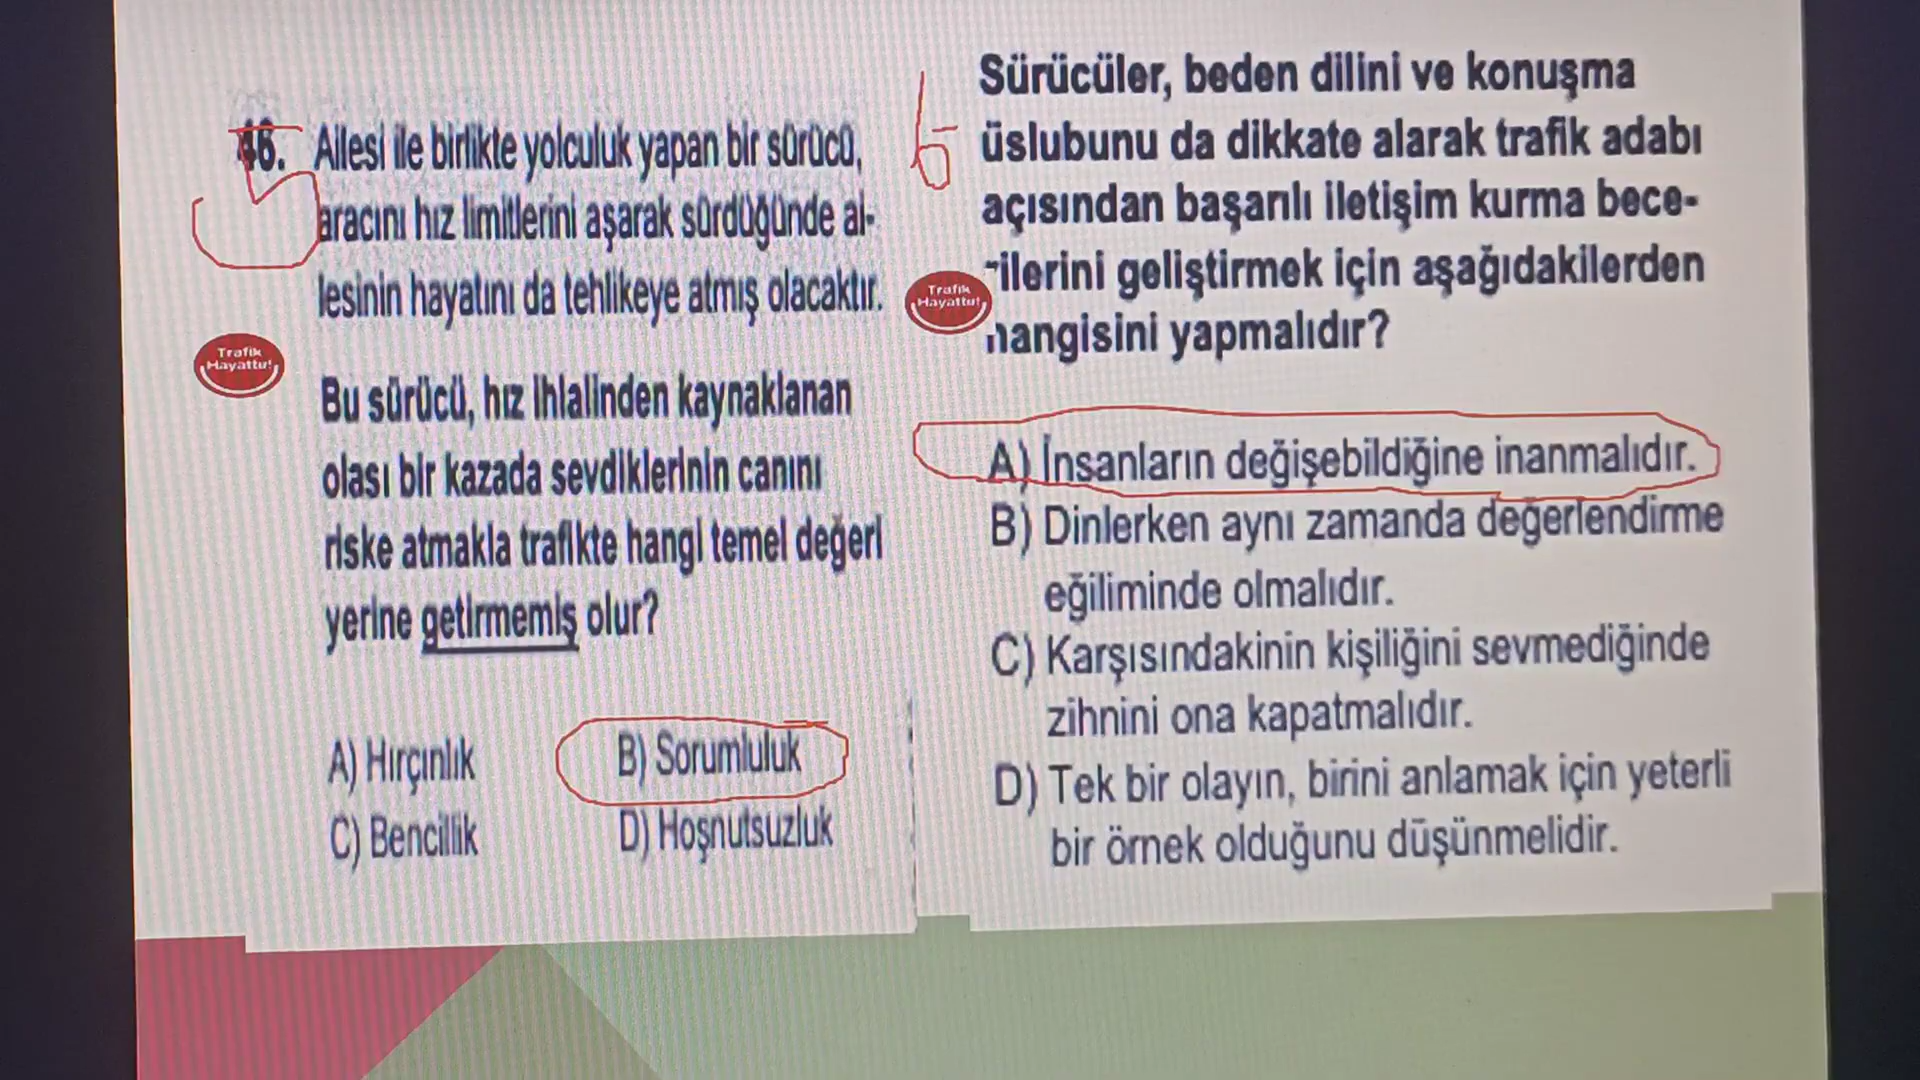 46. Ailesi ile birlikte yolculuk yapan bir sürücü,
aracını hız limitlerini aşarak sürdüğünde ai-
lesinin hayatını da tehlikeye atmış olacaktır.
Trafik
Hayattır!
Bu sürücü, hız ihlalinden kaynaklanan
olası bir kazada sevdiklerinin canını
riske atmakla trafikte hangi temel değeri
yerine getirmemiş olur?
A) Hırçınlık
B) Sorumluluk
C) Bencillik
D) Hoşnutsuzluk
5
6
Sürücüler, beden dilini ve konuşma
üslubunu da dikkate alarak trafik adabı
açısından başarılı iletişim kurma bece-
rilerini geliştirmek için aşağıdakilerden
hangisini yapmalıdır?
Trafik
Hayattır!
A) İnsanların değişebildiğine inanmalıdır.
B) Dinlerken aynı zamanda değerlendirme
eğiliminde olmalıdır.
C) Karşısındakinin kişiliğini sevmediğinde
zihnini ona kapatmalıdır.
D) Tek bir olayın, birini anlamak için yeterli
bir örnek olduğunu düşünmelidir.